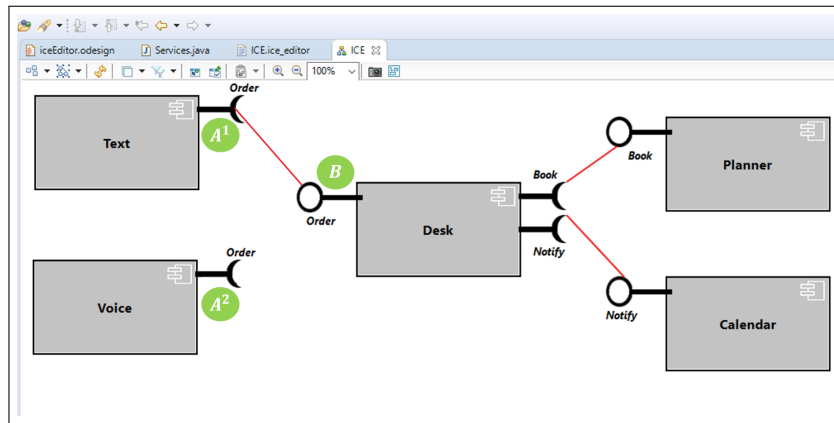 iceEditor.odesign Services.java ICE.ice_editor ICE
100%
Order
A¹
Text
B
Order
Book
Book
Planner
Desk
Notify
Order
A²
Voice
Notify
Calendar